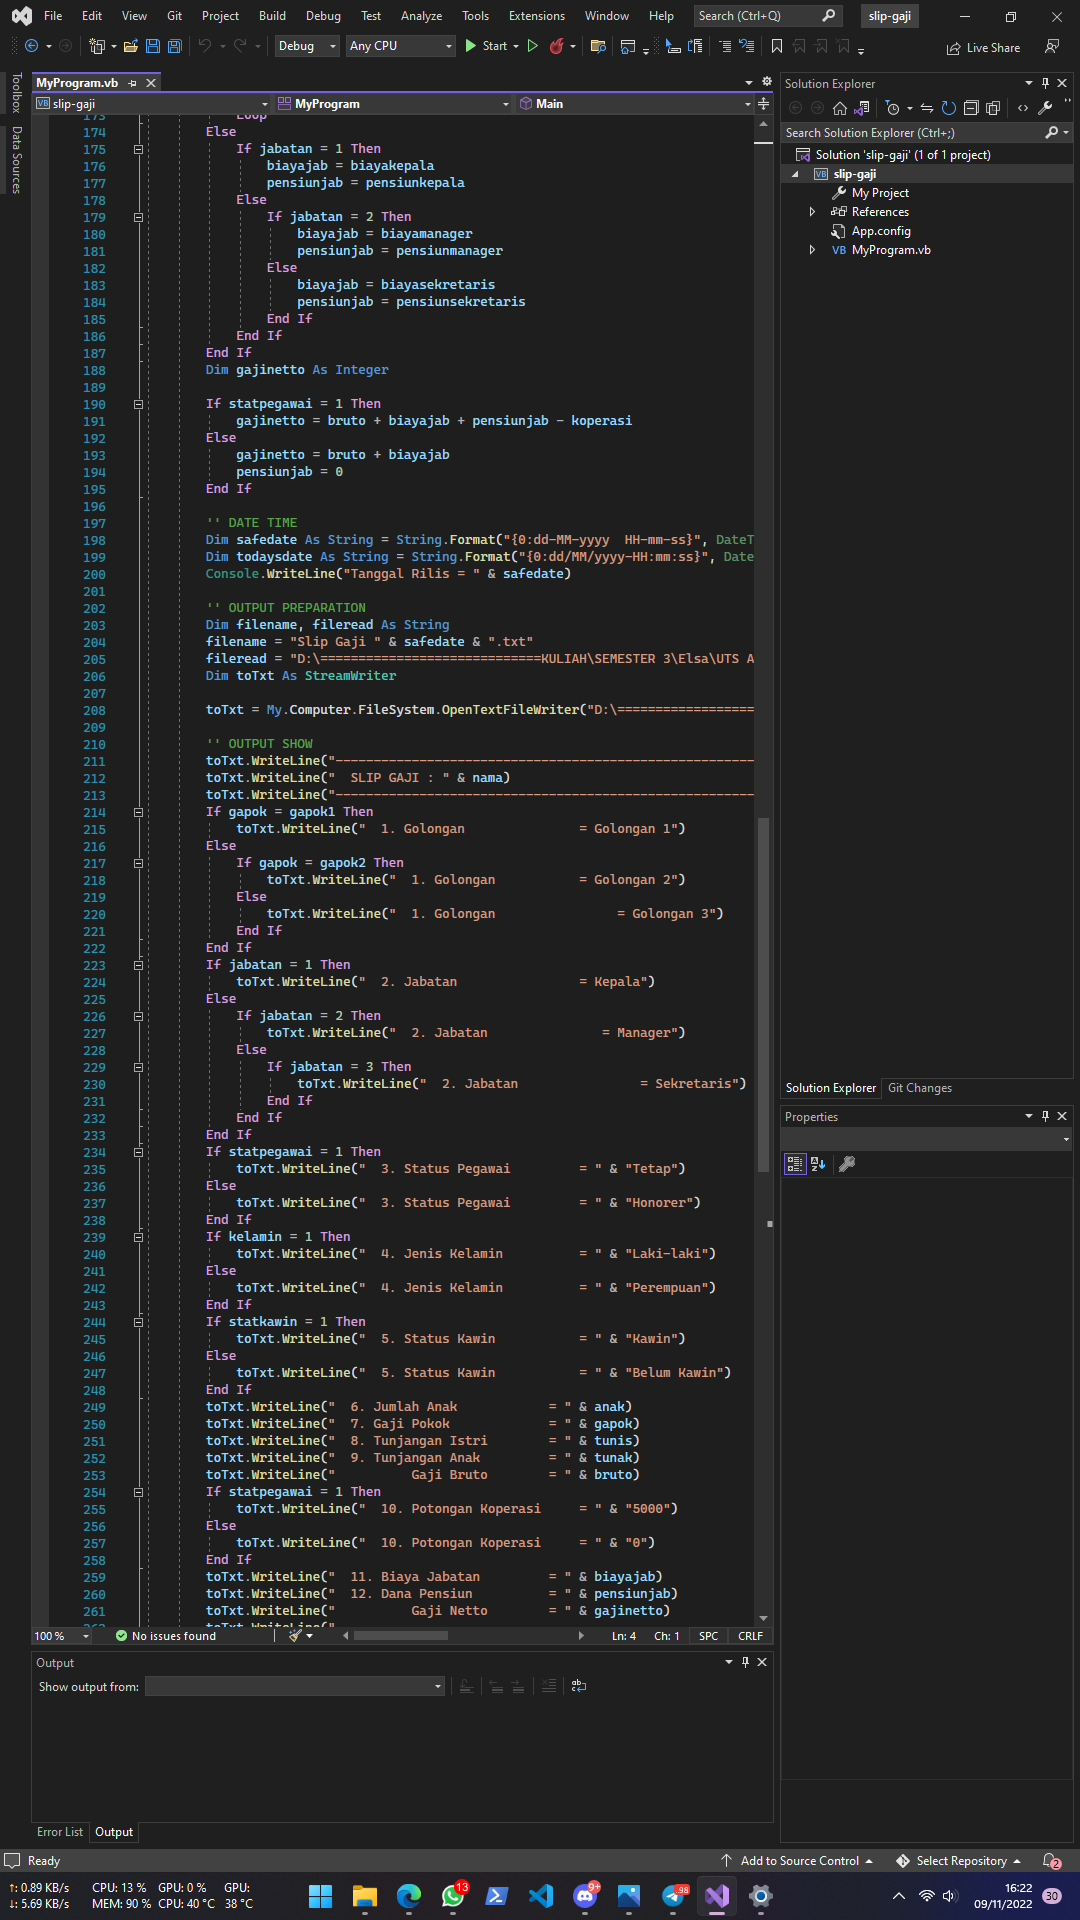 File Edit View Git Project Build Debug Test Analyze Tools Extensions Window Help Search (Ctrl+Q) slip-gaji
Debug Any CPU Start Live Share
Toolbox
Data Sources
MyProgram.vb
slip-gaji MyProgram Main
173 Loop
174 Else
175 If jabatan = 1 Then
176 biayajab = biayakepala
177 pensiunjab = pensiunkepala
178 Else
179 If jabatan = 2 Then
180 biayajab = biayamanager
181 pensiunjab = pensiunmanager
182 Else
183 biayajab = biayasekretaris
184 pensiunjab = pensiunsekretaris
185 End If
186 End If
187 End If
188 Dim gajinetto As Integer
189
190 If statpegawai = 1 Then
191 gajinetto = bruto + biayajab + pensiunjab - koperasi
192 Else
193 gajinetto = bruto + biayajab
194 pensiunjab = 0
195 End If
196
197 '' DATE TIME
198 Dim safedate As String = String.Format("{0:dd-MM-yyyy  HH-mm-ss}", DateT
199 Dim todaysdate As String = String.Format("{0:dd/MM/yyyy-HH:mm:ss}", Date
200 Console.WriteLine("Tanggal Rilis = " & safedate)
201
202 '' OUTPUT PREPARATION
203 Dim filename, fileread As String
204 filename = "Slip Gaji " & safedate & ".txt"
205 fileread = "D:\=============================KULIAH\SEMESTER 3\Elsa\UTS A
206 Dim toTxt As StreamWriter
207
208 toTxt = My.Computer.FileSystem.OpenTextFileWriter("D:\==================
209
210 '' OUTPUT SHOW
211 toTxt.WriteLine("-------------------------------------------------------
212 toTxt.WriteLine("  SLIP GAJI : " & nama)
213 toTxt.WriteLine("-------------------------------------------------------
214 If gapok = gapok1 Then
215 toTxt.WriteLine("  1. Golongan               = Golongan 1")
216 Else
217 If gapok = gapok2 Then
218 toTxt.WriteLine("  1. Golongan           = Golongan 2")
219 Else
220 toTxt.WriteLine("  1. Golongan                = Golongan 3")
221 End If
222 End If
223 If jabatan = 1 Then
224 toTxt.WriteLine("  2. Jabatan                = Kepala")
225 Else
226 If jabatan = 2 Then
227 toTxt.WriteLine("  2. Jabatan               = Manager")
228 Else
229 If jabatan = 3 Then
230 toTxt.WriteLine("  2. Jabatan                = Sekretaris")
231 End If
232 End If
233 End If
234 If statpegawai = 1 Then
235 toTxt.WriteLine("  3. Status Pegawai         = " & "Tetap")
236 Else
237 toTxt.WriteLine("  3. Status Pegawai         = " & "Honorer")
238 End If
239 If kelamin = 1 Then
240 toTxt.WriteLine("  4. Jenis Kelamin          = " & "Laki-laki")
241 Else
242 toTxt.WriteLine("  4. Jenis Kelamin          = " & "Perempuan")
243 End If
244 If statkawin = 1 Then
245 toTxt.WriteLine("  5. Status Kawin           = " & "Kawin")
246 Else
247 toTxt.WriteLine("  5. Status Kawin           = " & "Belum Kawin")
248 End If
249 toTxt.WriteLine("  6. Jumlah Anak            = " & anak)
250 toTxt.WriteLine("  7. Gaji Pokok             = " & gapok)
251 toTxt.WriteLine("  8. Tunjangan Istri        = " & tunis)
252 toTxt.WriteLine("  9. Tunjangan Anak         = " & tunak)
253 toTxt.WriteLine("          Gaji Bruto        = " & bruto)
254 If statpegawai = 1 Then
255 toTxt.WriteLine("  10. Potongan Koperasi     = " & "5000")
256 Else
257 toTxt.WriteLine("  10. Potongan Koperasi     = " & "0")
258 End If
259 toTxt.WriteLine("  11. Biaya Jabatan         = " & biayajab)
260 toTxt.WriteLine("  12. Dana Pensiun          = " & pensiunjab)
261 toTxt.WriteLine("          Gaji Netto        = " & gajinetto)
100 % No issues found Ln: 4 Ch: 1 SPC CRLF
Output
Show output from:
Error List Output
Solution Explorer
Search Solution Explorer (Ctrl+;)
Solution 'slip-gaji' (1 of 1 project)
slip-gaji
My Project
References
App.config
MyProgram.vb
Solution Explorer Git Changes
Properties
Ready Add to Source Control Select Repository 2
↑: 0.89 KB/s CPU: 13 % GPU: 0 % GPU: 16:22
↓: 5.69 KB/s MEM: 90 % CPU: 40 °C 38 °C 13 9+ 98 09/11/2022 30